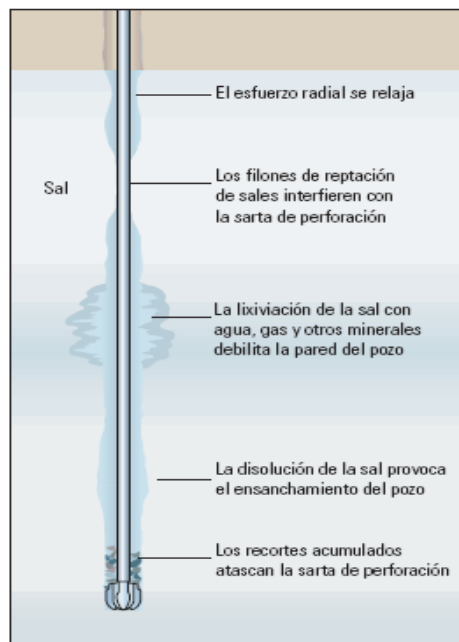 El esfuerzo radial se relaja
Sal
Los filones de reptación
de sales interfieren con
la sarta de perforación
La lixiviación de la sal con
agua, gas y otros minerales
debilita la pared del pozo
La disolución de la sal provoca
el ensanchamiento del pozo
Los recortes acumulados
atascan la sarta de perforación